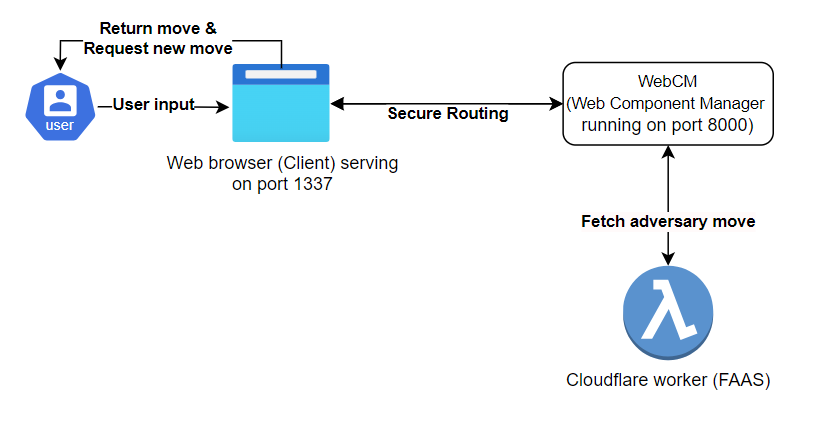 Return move &
Request new move
user
User input
Web browser (Client) serving
on port 1337
Secure Routing
WebCM
(Web Component Manager
running on port 8000)
Fetch adversary move
Cloudflare worker (FAAS)